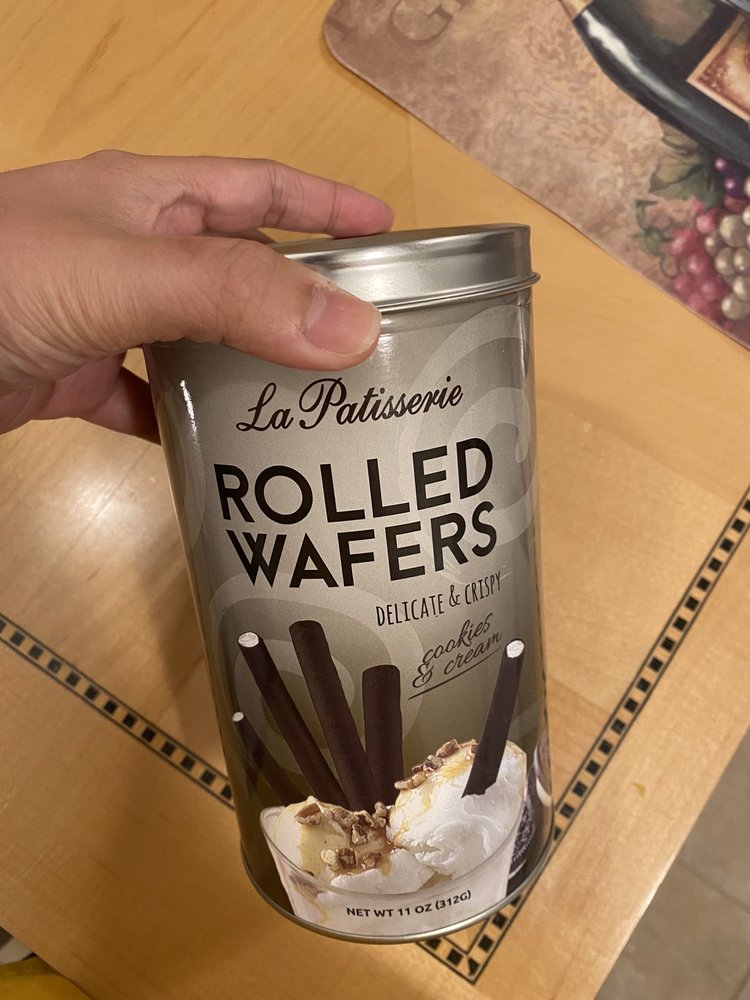 La Patisserie
ROLLED
WAFERS
DELICATE & CRISPY
cookies
& cream
NET WT 11 OZ (312G)